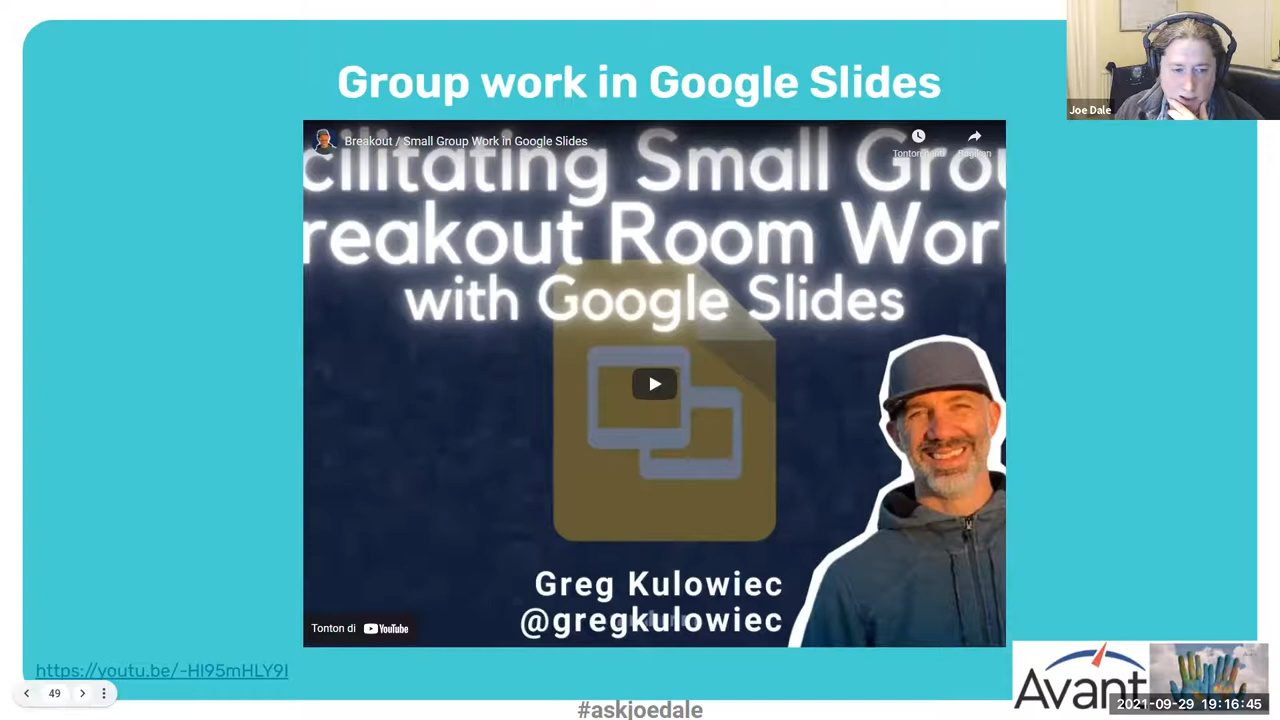 Group work in Google Slides
Joe Dale
Breakout / Small Group Work in Google Slides
cilitating Small Grou
reakout Room Work
with Google Slides
Greg Kulowiec
@gregkulowiec
Tonton di YouTube
https://youtu.be/-HI95mHLY9I
49
Avant
2021-09-29 19:16:45
#askjoedale